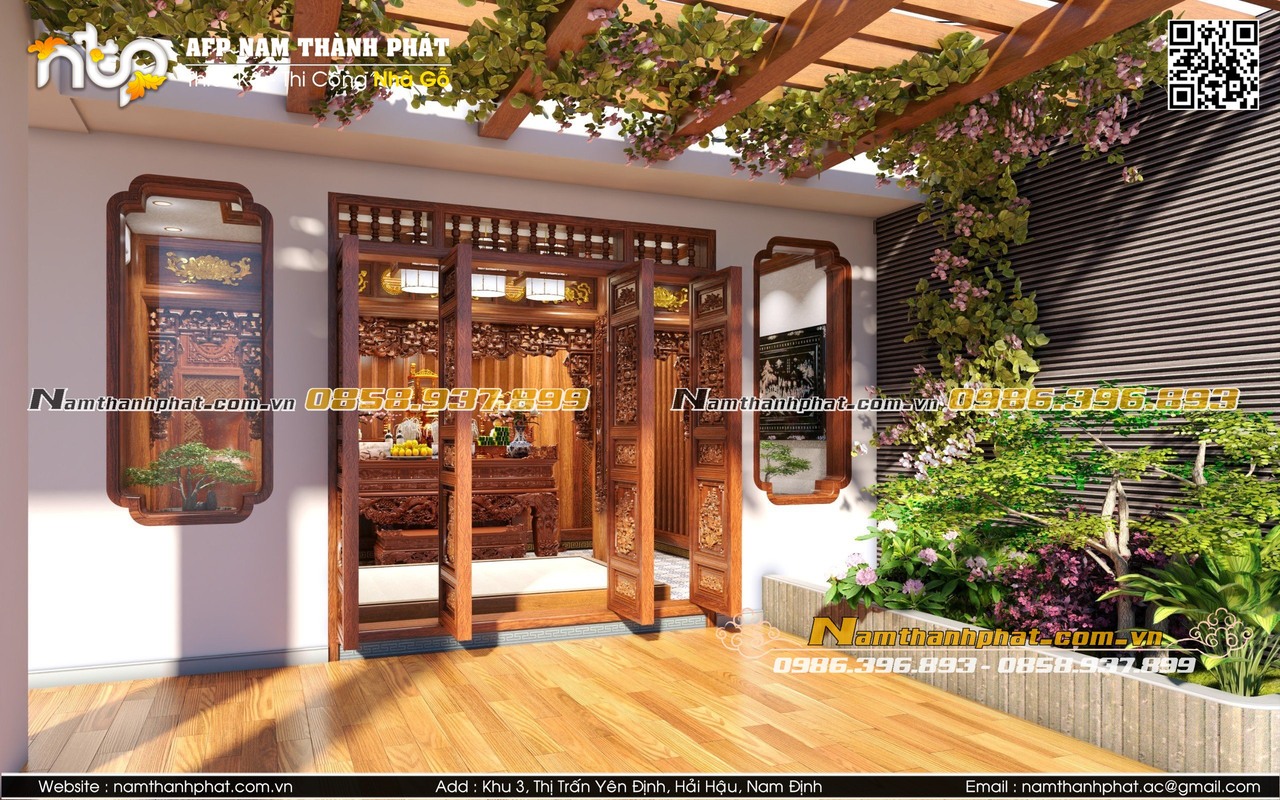 ntp
AFP NAM THÀNH PHÁT
Thiết Kế Thi Công Nhà Gỗ
Namthanhphat.com.vn 0858.937.899
Namthanhphat.com.vn 0986.396.893
Namthanhphat.com.vn
0986.396.893 - 0858.937.899
Website : namthanhphat.com.vn
Add : Khu 3, Thị Trấn Yên Định, Hải Hậu, Nam Định
Email : namthanhphat.ac@gmail.com